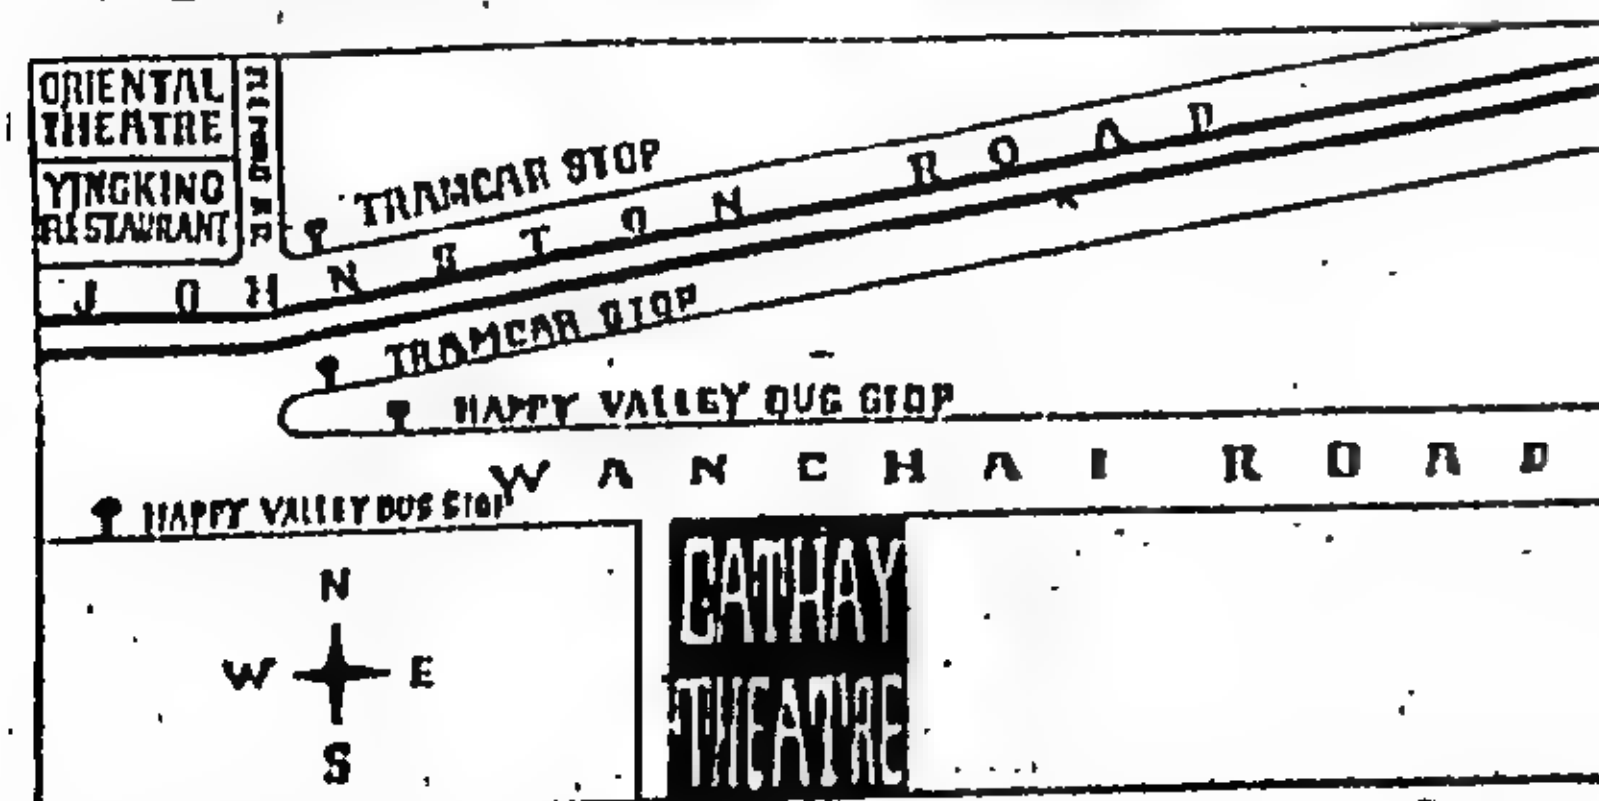 ORIENTAL
THEATRE
YINGKING
RESTAURANT
TRAMCAR STOP
JOHNSTON ROAD
TRAMCAR STOP
HAPPY VALLEY BUS STOP
WANCHAI ROAD
HAPPY VALLEY BUS STOP
CATHAY
THEATRE
N
W E
S